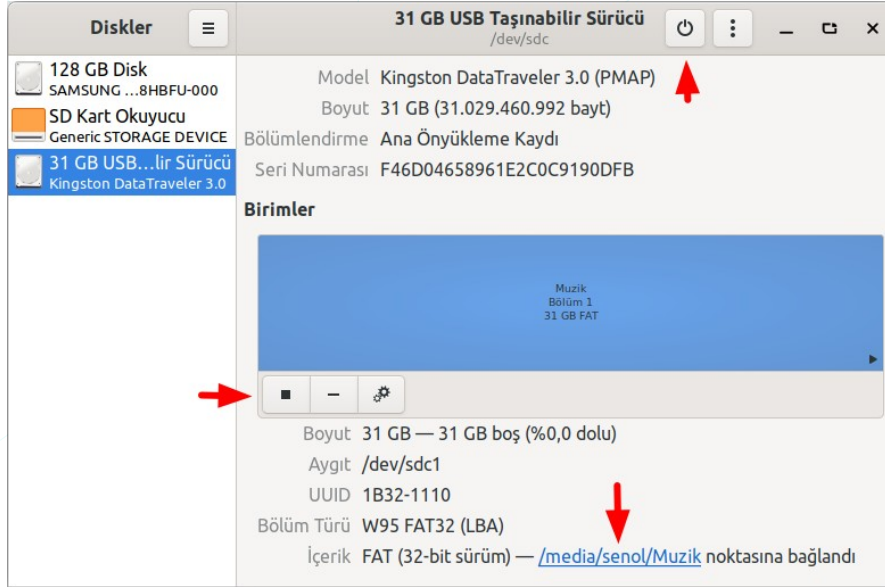 Diskler
31 GB USB Taşınabilir Sürücü
/dev/sdc
128 GB Disk
SAMSUNG ...8HBFU-000
SD Kart Okuyucu
Generic STORAGE DEVICE
31 GB USB...lir Sürücü
Kingston DataTraveler 3.0
Model Kingston DataTraveler 3.0 (PMAP)
Boyut 31 GB (31.029.460.992 bayt)
Bölümlendirme Ana Önyükleme Kaydı
Seri Numarası F46D04658961E2C0C9190DFB
Birimler
Muzik
Bölüm 1
31 GB FAT
Boyut 31 GB — 31 GB boş (%0,0 dolu)
Aygıt /dev/sdc1
UUID 1B32-1110
Bölüm Türü W95 FAT32 (LBA)
İçerik FAT (32-bit sürüm) — /media/senol/Muzik noktasına bağlandı